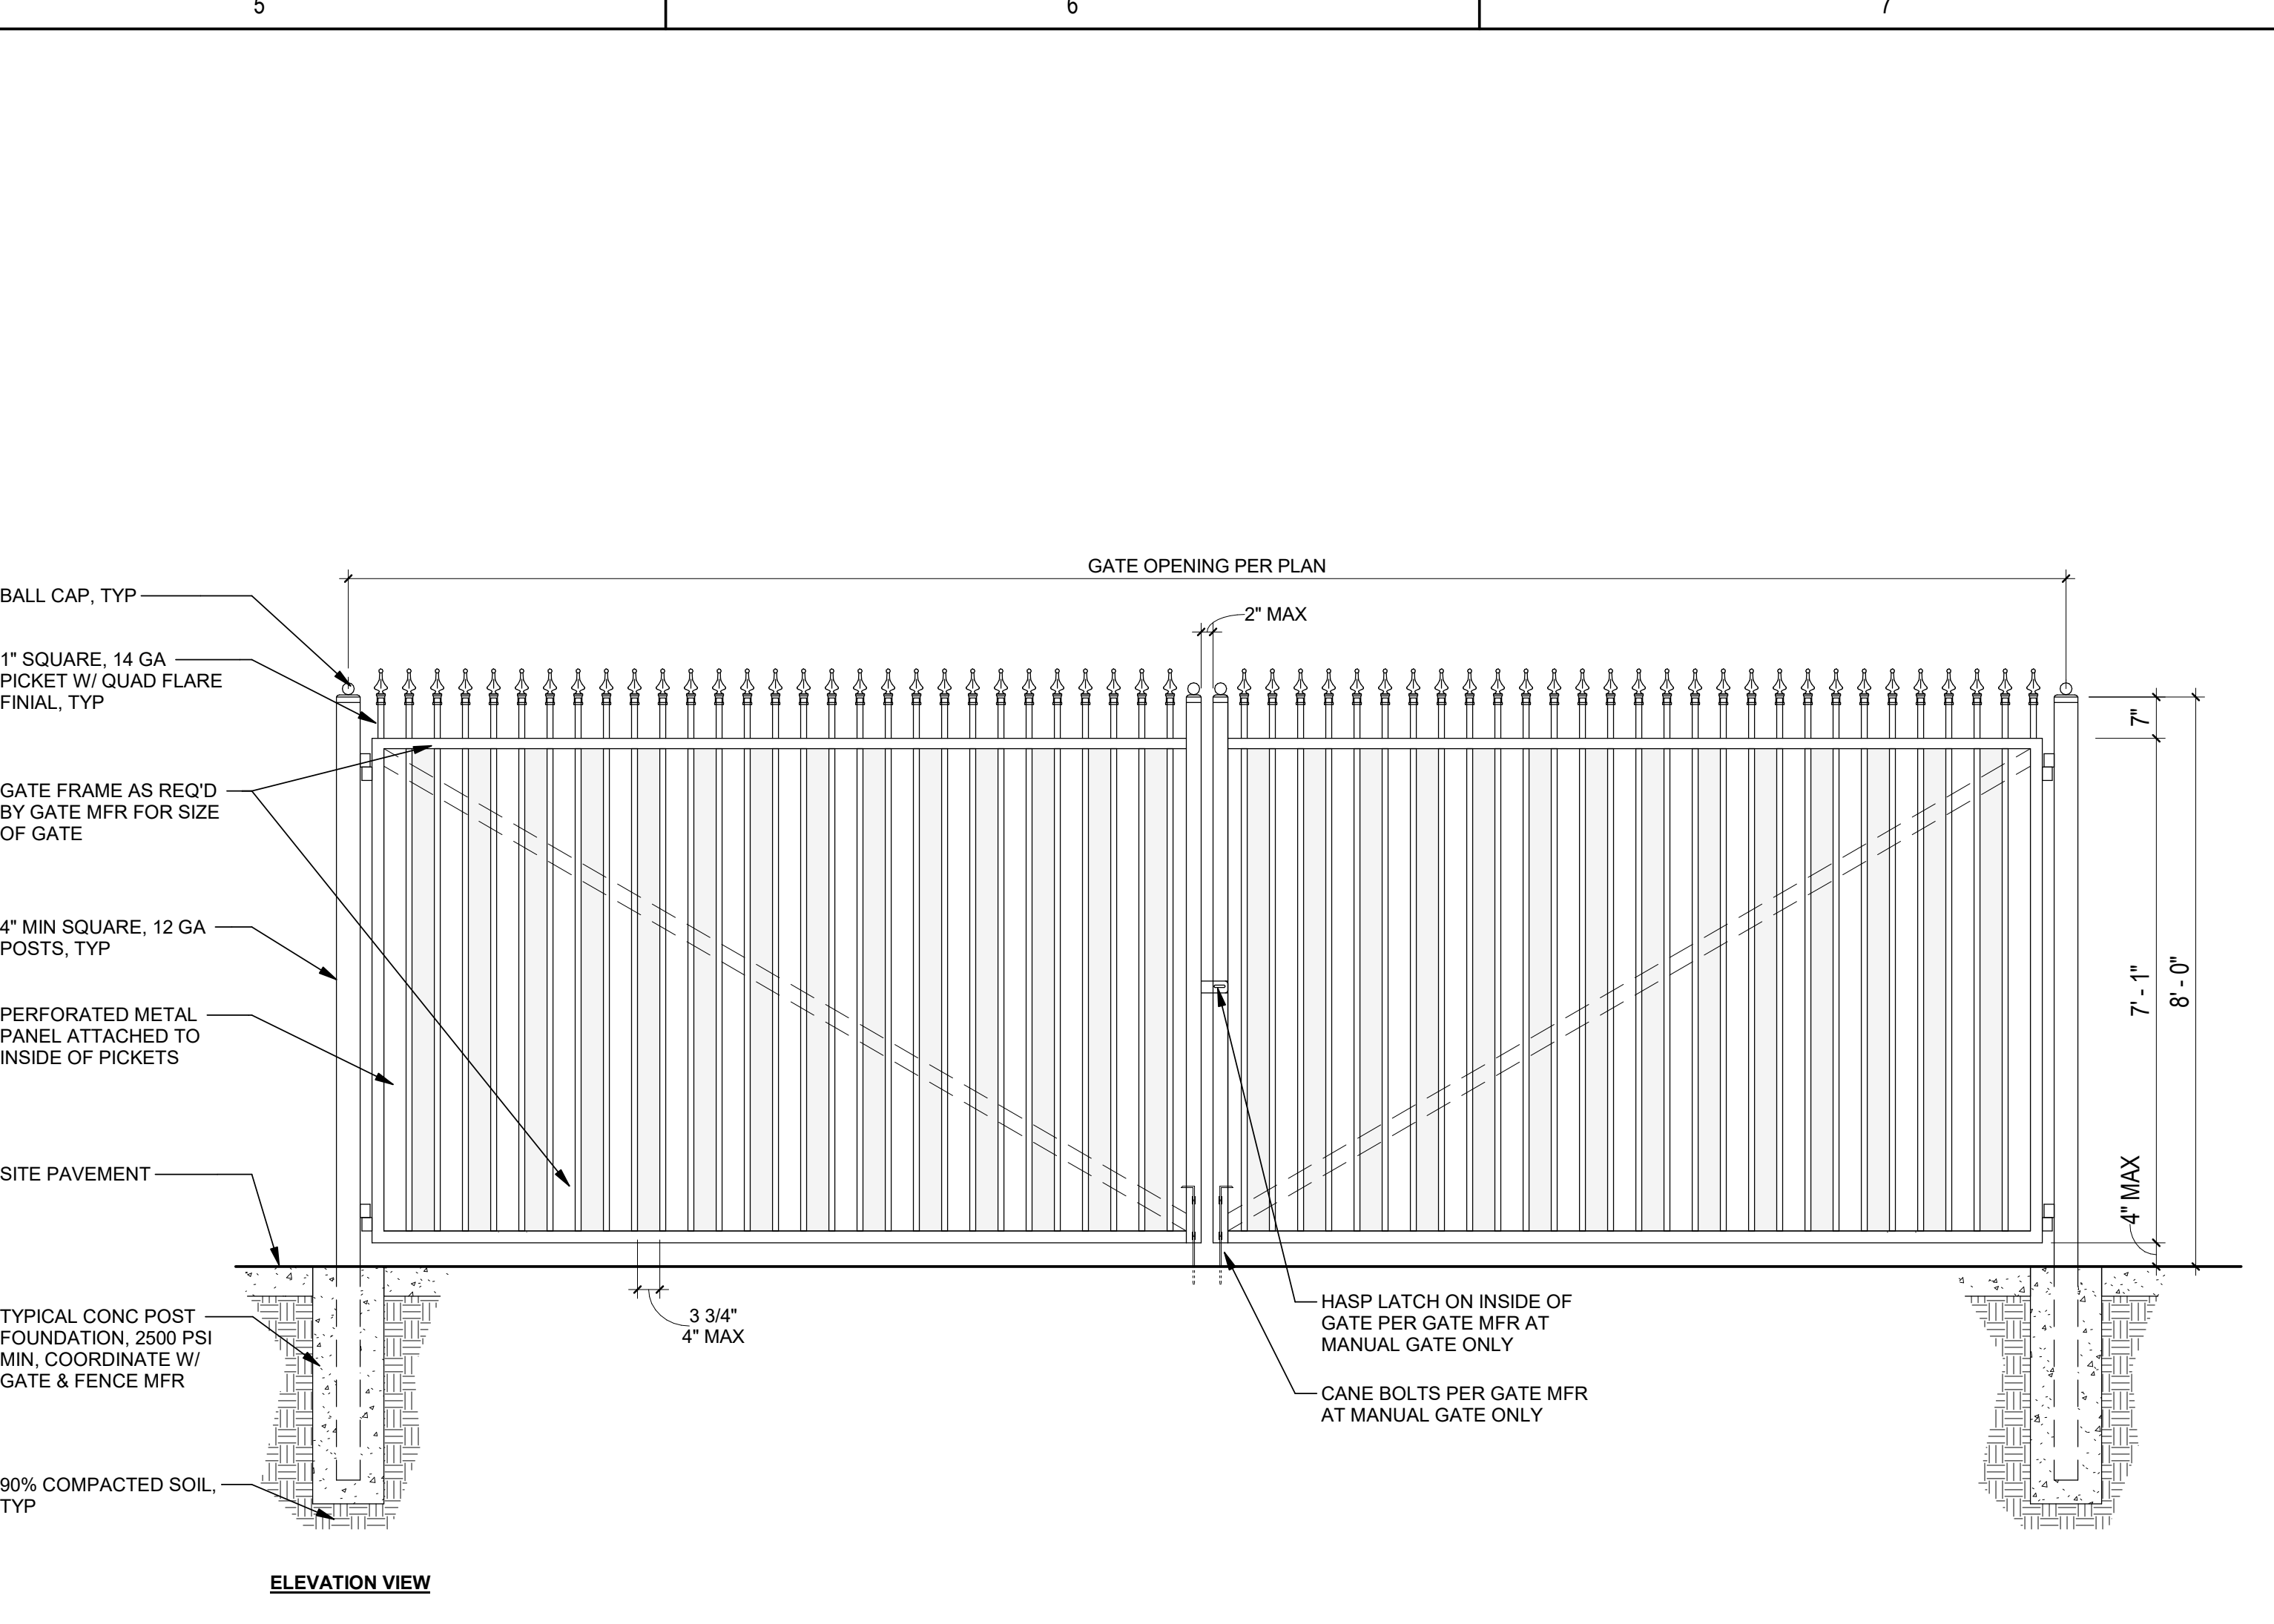 5
6
7
GATE OPENING PER PLAN
2" MAX
BALL CAP, TYP
1" SQUARE, 14 GA
PICKET W/ QUAD FLARE
FINIAL, TYP
GATE FRAME AS REQ'D
BY GATE MFR FOR SIZE
OF GATE
4" MIN SQUARE, 12 GA
POSTS, TYP
PERFORATED METAL
PANEL ATTACHED TO
INSIDE OF PICKETS
SITE PAVEMENT
TYPICAL CONC POST
FOUNDATION, 2500 PSI
MIN, COORDINATE W/
GATE & FENCE MFR
90% COMPACTED SOIL,
TYP
3 3/4"
4" MAX
HASP LATCH ON INSIDE OF
GATE PER GATE MFR AT
MANUAL GATE ONLY
CANE BOLTS PER GATE MFR
AT MANUAL GATE ONLY
7"
7' - 1"
8' - 0"
4" MAX
ELEVATION VIEW